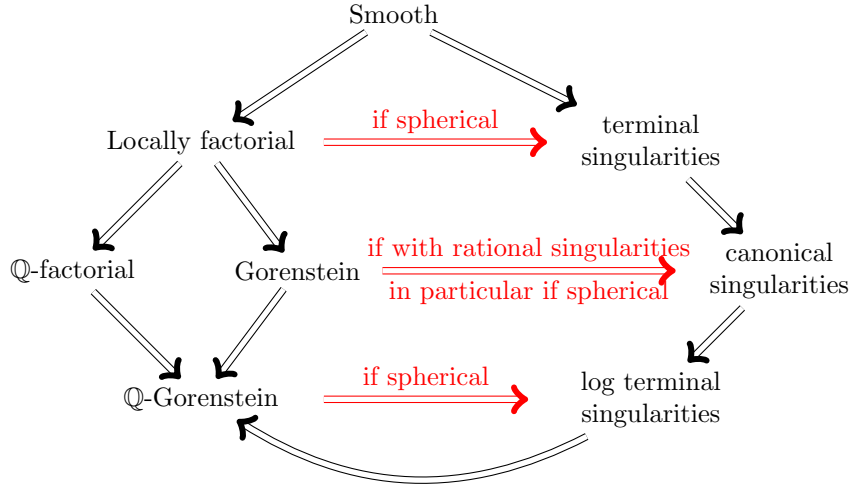 Smooth
Locally factorial
if spherical
terminal
singularities
ℚ-factorial
Gorenstein
if with rational singularities
in particular if spherical
canonical
singularities
ℚ-Gorenstein
if spherical
log terminal
singularities